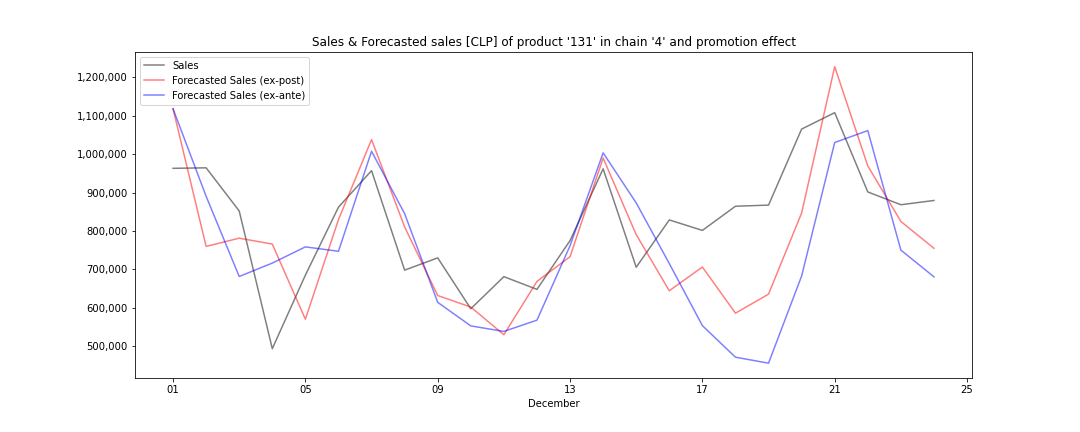 Sales & Forecasted sales [CLP] of product '131' in chain '4' and promotion effect
Sales
Forecasted Sales (ex-post)
Forecasted Sales (ex-ante)
1,200,000
1,100,000
1,000,000
900,000
800,000
700,000
600,000
500,000
01 05 09 13 17 21 25
December